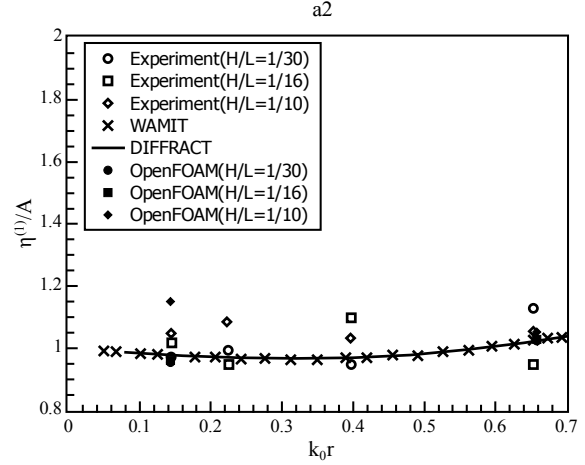 a2
2
1.8
1.6
1.4
1.2
1
0.8
η(1)/A
Experiment(H/L=1/30)
Experiment(H/L=1/16)
Experiment(H/L=1/10)
WAMIT
DIFFRACT
OpenFOAM(H/L=1/30)
OpenFOAM(H/L=1/16)
OpenFOAM(H/L=1/10)
0 0.1 0.2 0.3 0.4 0.5 0.6 0.7
k0r